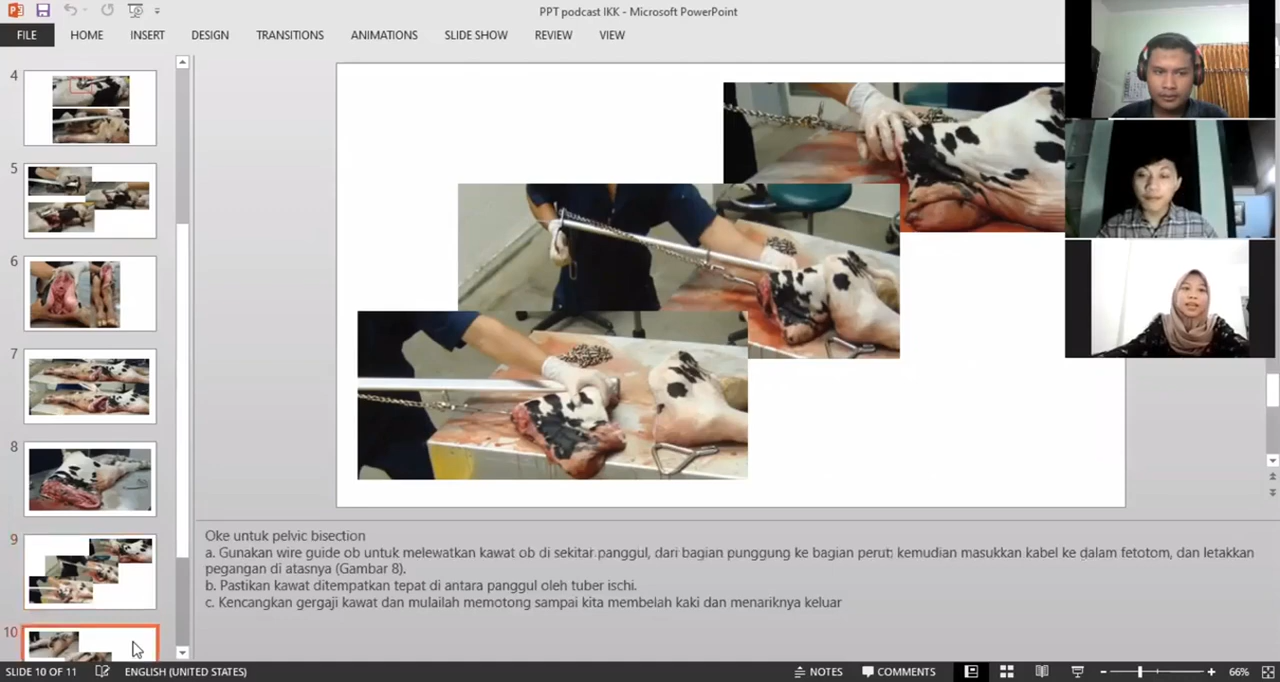 PPT podcast IKK - Microsoft PowerPoint
FILE HOME INSERT DESIGN TRANSITIONS ANIMATIONS SLIDE SHOW REVIEW VIEW
4
5
6
7
8
9
10
Oke untuk pelvic bisection
a. Gunakan wire guide ob untuk melewatkan kawat ob di sekitar panggul, dari bagian punggung ke bagian perut; kemudian masukkan kabel ke dalam fetotom, dan letakkan
pegangan di atasnya (Gambar 8).
b. Pastikan kawat ditempatkan tepat di antara panggul oleh tuber ischi.
c. Kencangkan gergaji kawat dan mulailah memotong sampai kita membelah kaki dan menariknya keluar
SLIDE 10 OF 11 ENGLISH (UNITED STATES) NOTES COMMENTS 66%